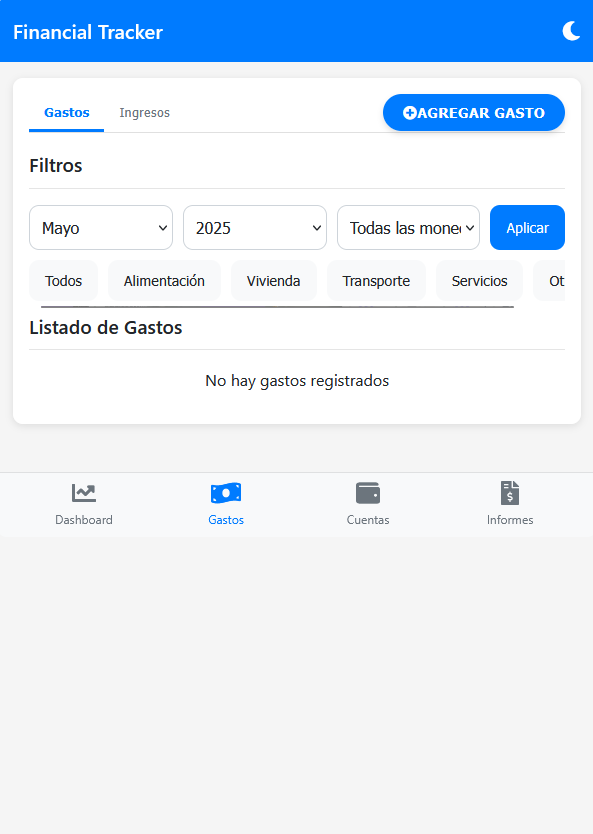 Financial Tracker
Gastos Ingresos AGREGAR GASTO
Filtros
Mayo 2025 Todas las mone Aplicar
Todos Alimentación Vivienda Transporte Servicios Ot
Listado de Gastos
No hay gastos registrados
Dashboard Gastos Cuentas Informes